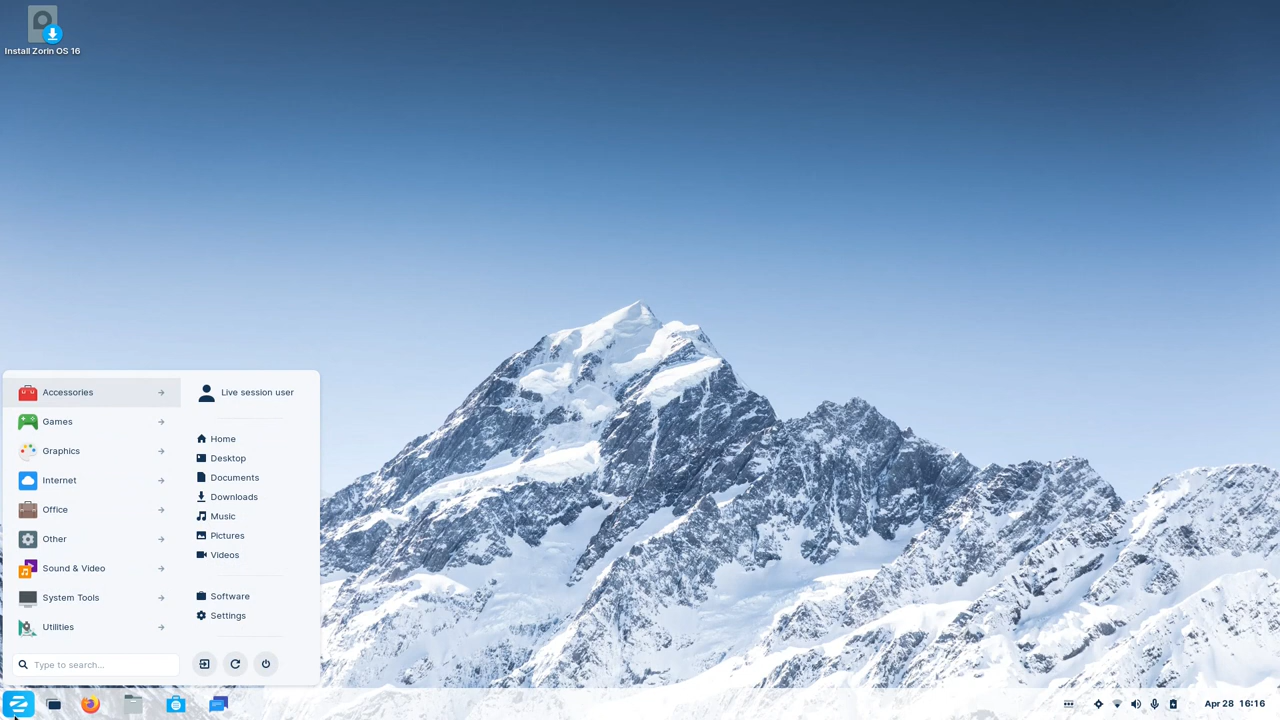 Install Zorin OS 16
Accessories
Games
Graphics
Internet
Office
Other
Sound & Video
System Tools
Utilities
Type to search...
Live session user
Home
Desktop
Documents
Downloads
Music
Pictures
Videos
Software
Settings
Apr 28 16:16